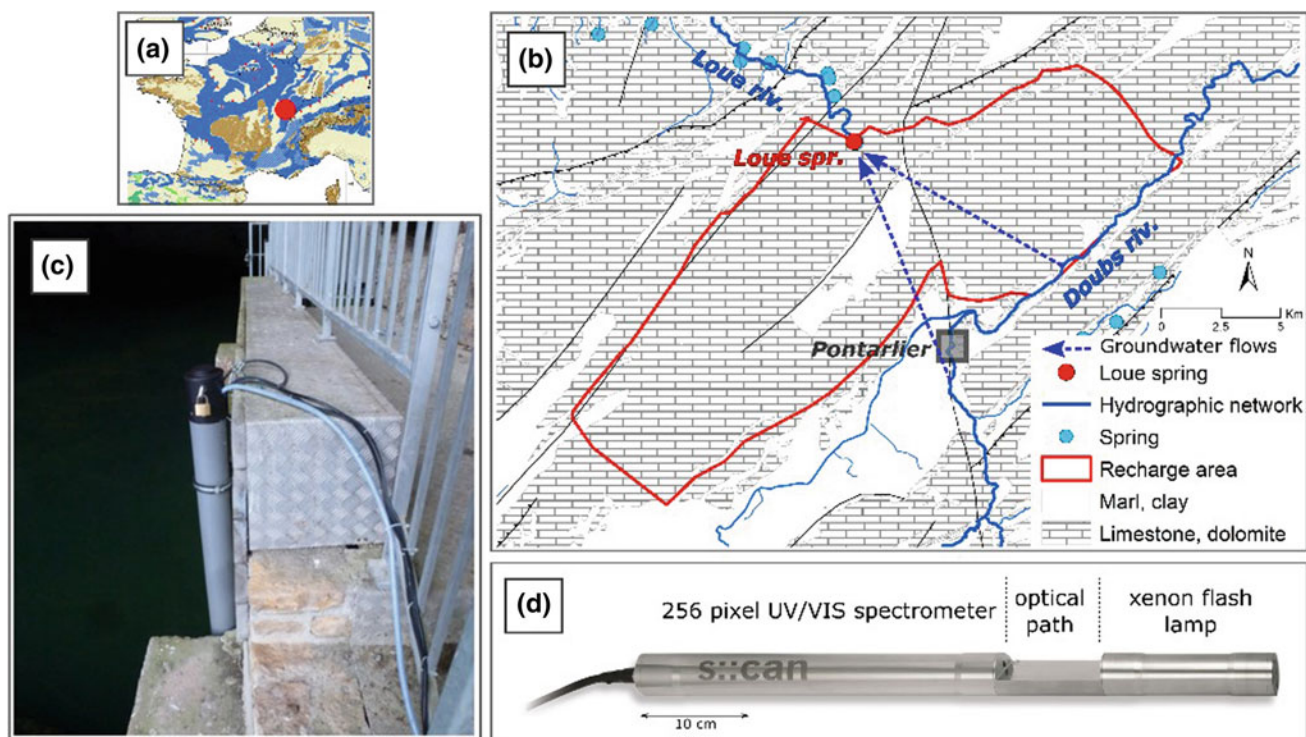 (a)
(b)
Loue riv.
Loue spr.
Doubs riv.
Pontarlier
N
0 2.5 5 Km
Groundwater flows
Loue spring
Hydrographic network
Spring
Recharge area
Marl, clay
Limestone, dolomite
(c)
(d)
256 pixel UV/VIS spectrometer
optical
path
xenon flash
lamp
s::can
10 cm